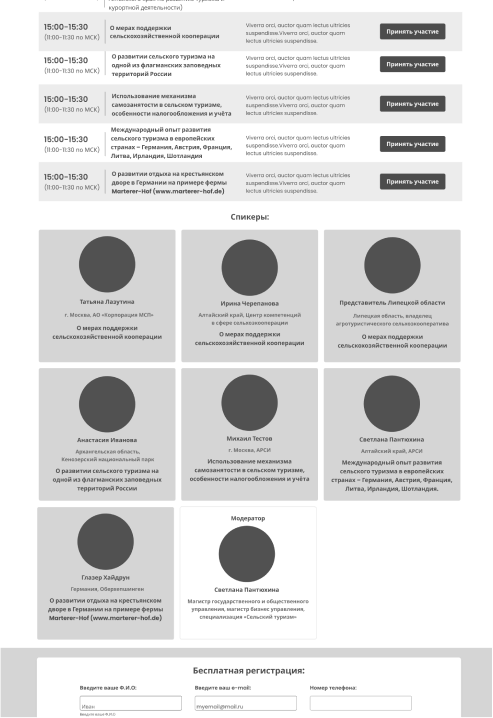 курортной деятельности)
15:00-15:30
(11:00-11:30 по МСК)
О мерах поддержки
сельскохозяйственной кооперации
Viverra orci, auctor quam lectus ultricies
suspendisse.Viverra orci, auctor quam
lectus ultricies suspendisse.
Принять участие
15:00-15:30
(11:00-11:30 по МСК)
О развитии сельского туризма на
одной из флагманских заповедных
территорий России
Viverra orci, auctor quam lectus ultricies
suspendisse.Viverra orci, auctor quam
lectus ultricies suspendisse.
Принять участие
15:00-15:30
(11:00-11:30 по МСК)
Использование механизма
самозанятости в сельском туризме,
особенности налогообложения и учёта
Viverra orci, auctor quam lectus ultricies
suspendisse.Viverra orci, auctor quam
lectus ultricies suspendisse.
Принять участие
15:00-15:30
(11:00-11:30 по МСК)
Международный опыт развития
сельского туризма в европейских
странах – Германия, Австрия, Франция,
Литва, Ирландия, Шотландия
Viverra orci, auctor quam lectus ultricies
suspendisse.Viverra orci, auctor quam
lectus ultricies suspendisse.
Принять участие
15:00-15:30
(11:00-11:30 по МСК)
О развитии отдыха на крестьянском
дворе в Германии на примере фермы
Marterer-Hof (www.marterer-hof.de)
Viverra orci, auctor quam lectus ultricies
suspendisse.Viverra orci, auctor quam
lectus ultricies suspendisse.
Принять участие
Спикеры:
Татьяна Лазутина
г. Москва, АО «Корпорация МСП»
О мерах поддержки
сельскохозяйственной кооперации
Ирина Черепанова
Алтайский край, Центр компетенций
в сфере сельхозкооперации
О мерах поддержки
сельскохозяйственной кооперации
Представитель Липецкой области
Липецкая область, владелец
агротуристического сельхозкооператива
О мерах поддержки
сельскохозяйственной кооперации
Анастасия Иванова
Архангельская область,
Кенозерский национальный парк
О развитии сельского туризма на
одной из флагманских заповедных
территорий России
Михаил Тестов
г. Москва, АРСИ
Использование механизма
самозанятости в сельском туризме,
особенности налогообложения и учёта
Светлана Пантюхина
Алтайский край, АРСИ
Международный опыт развития
сельского туризма в европейских
странах – Германия, Австрия, Франция,
Литва, Ирландия, Шотландия.
Глазер Хайдрун
Германия, Оберхепшинген
О развитии отдыха на крестьянском
дворе в Германии на примере фермы
Marterer-Hof (www.marterer-hof.de)
Модератор
Светлана Пантюхина
Магистр государственного и общественного
управления, магистр бизнес управления,
специализация «Сельский туризм»
Бесплатная регистрация:
Введите ваше Ф.И.О:
Введите ваш e-mail:
Номер телефона:
Иван
myemail@mail.ru
Введите ваше Ф.И.О